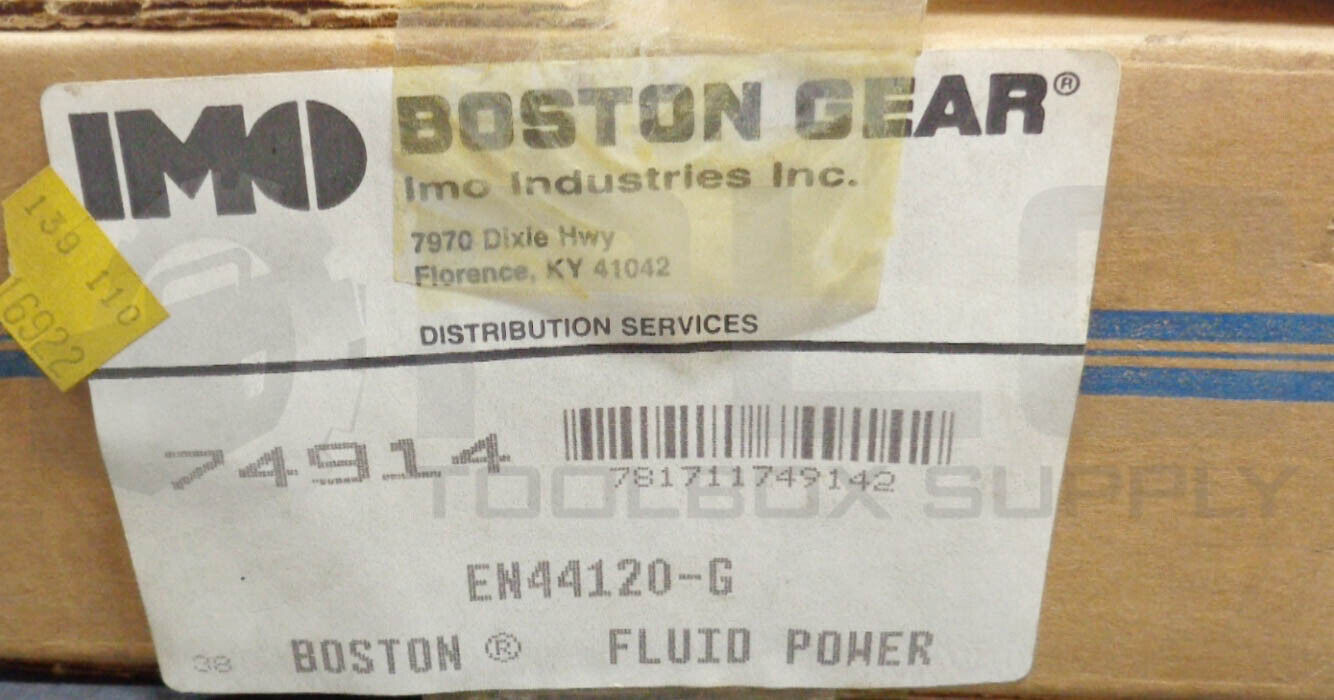 IMO BOSTON GEAR®
Imo Industries Inc.
7970 Dixie Hwy
Florence, KY 41042
DISTRIBUTION SERVICES
139 110
16922
74914
781711749142
TOOLBOX SUPPLY
EN44120-G
38 BOSTON ® FLUID POWER